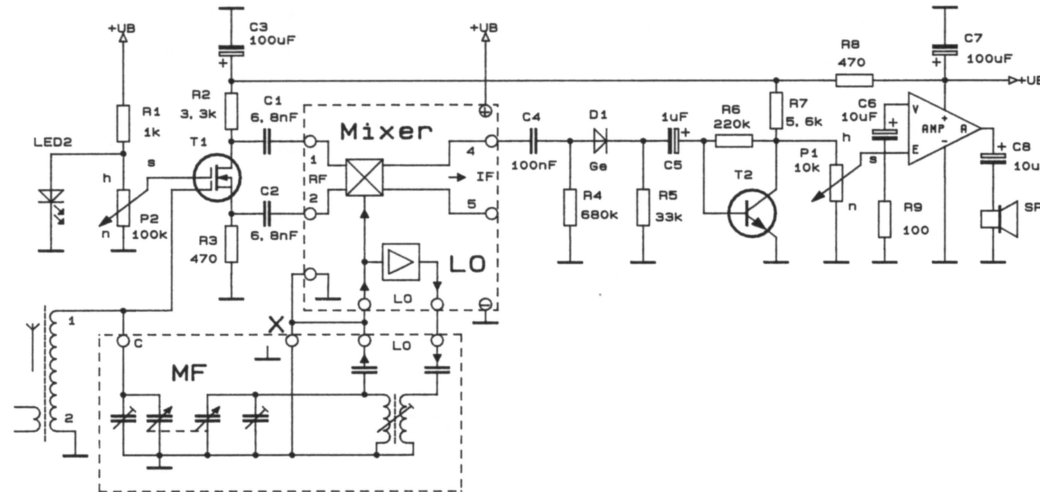 +UB
C3
100uF
+
+UB
C7
100uF
+
R8
470
+UB
R1
1k
LED2
R2
3,3k
C1
6,8nF
T1
Mixer
1
RF
4
IF
2
5
C4
100nF
D1
Ge
1uF
+
C5
R6
220k
R7
5,6k
C6
10uF
+
V
+
AMP
A
E
-
h
s
P1
10k
n
+
C8
10u
h
s
P2
100k
n
C2
6,8nF
R3
470
R4
680k
R5
33k
T2
R9
100
SP
LO
LO
X
1
2
C
LO
MF